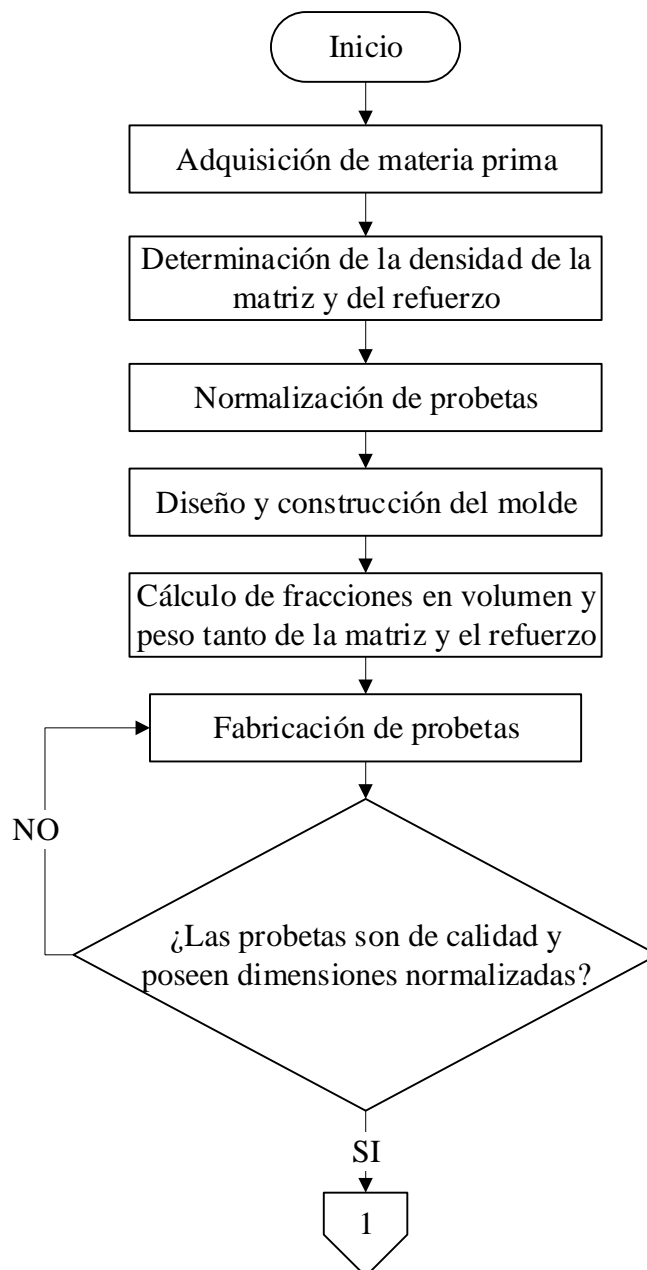 Inicio
Adquisición de materia prima
Determinación de la densidad de la
matriz y del refuerzo
Normalización de probetas
Diseño y construcción del molde
Cálculo de fracciones en volumen y
peso tanto de la matriz y el refuerzo
Fabricación de probetas
NO
¿Las probetas son de calidad y
poseen dimensiones normalizadas?
SI
1